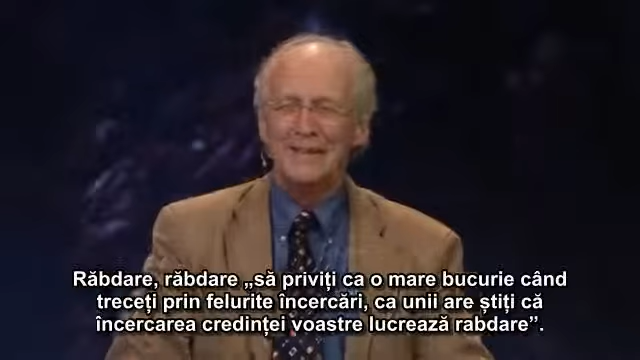 Răbdare, răbdare „să priviți ca o mare bucurie când
treceți prin felurite încercări, ca unii are știți că
încercarea credinței voastre lucrează rabdare”.